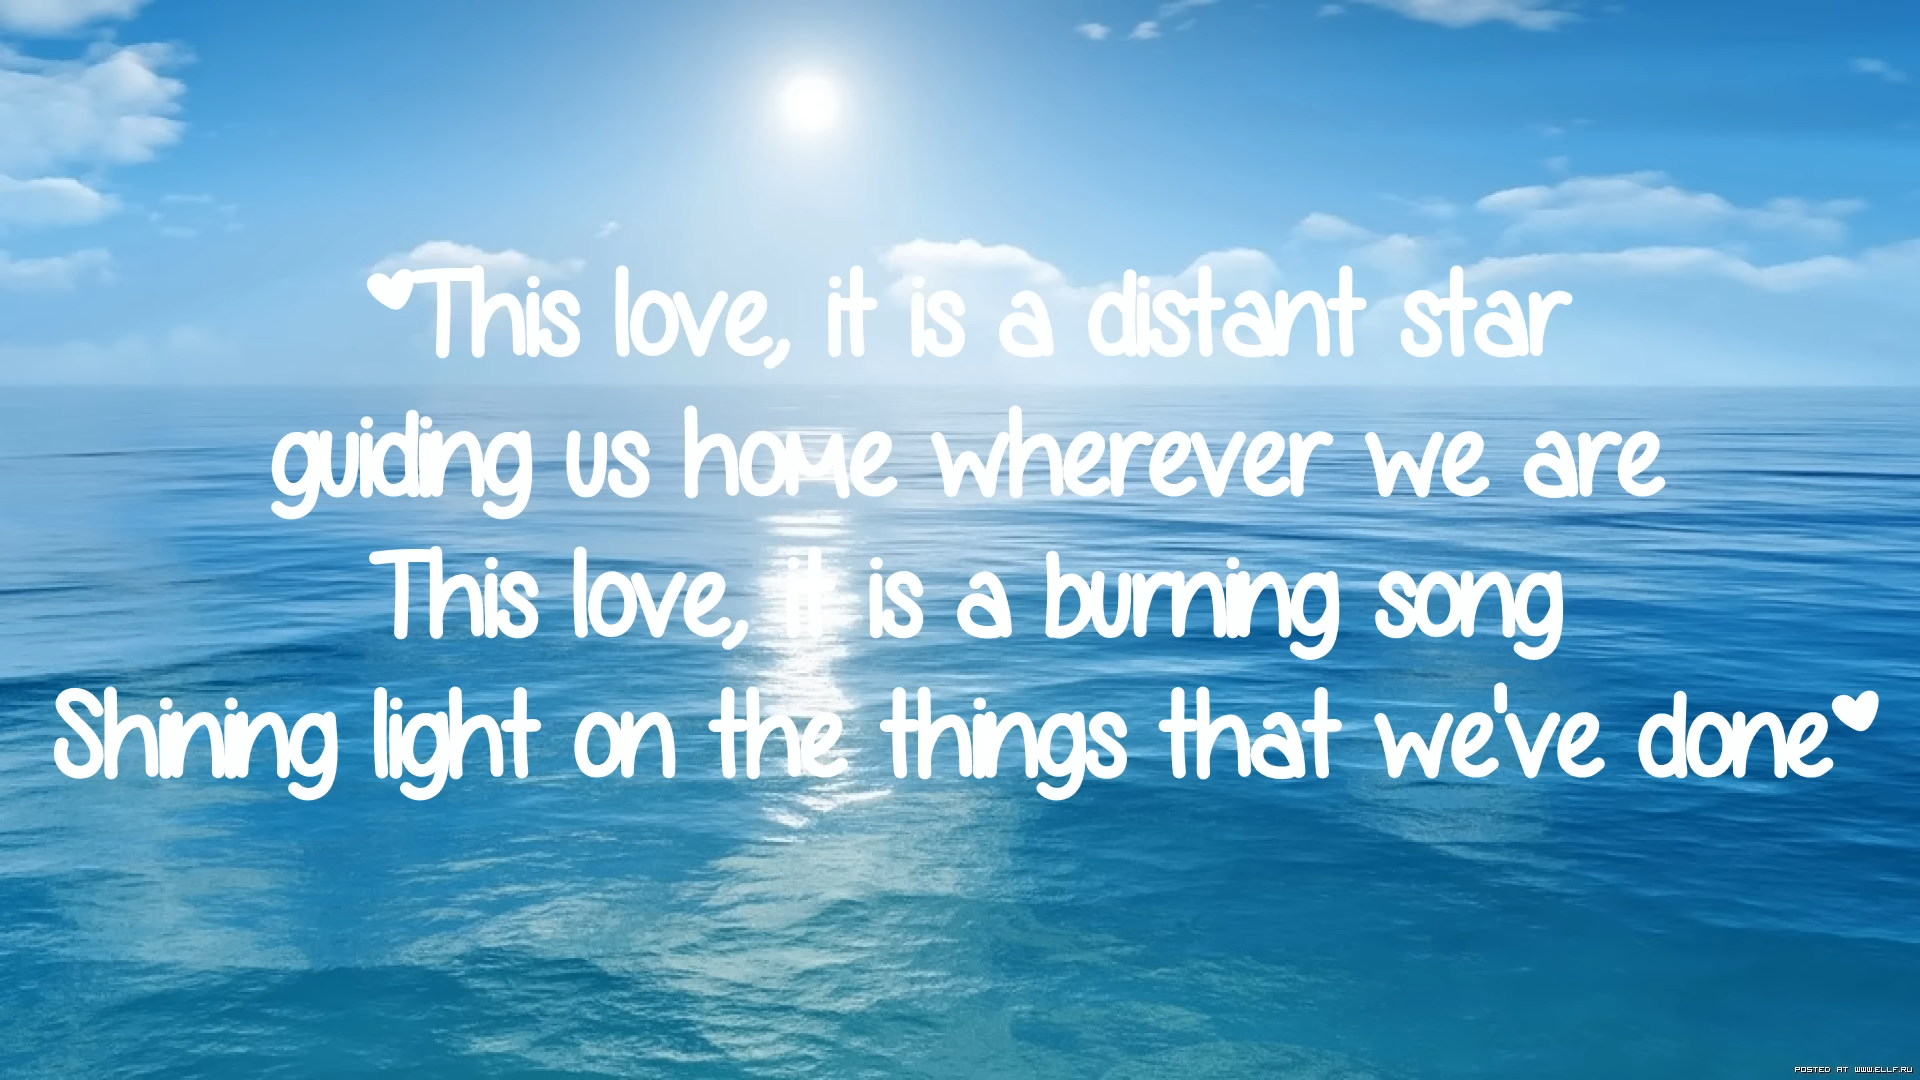 ♥This love, it is a distant star
guiding us home wherever we are
This love, it is a burning song
Shining light on the things that we've done♥
POSTED AT WWW.ELLF.RU